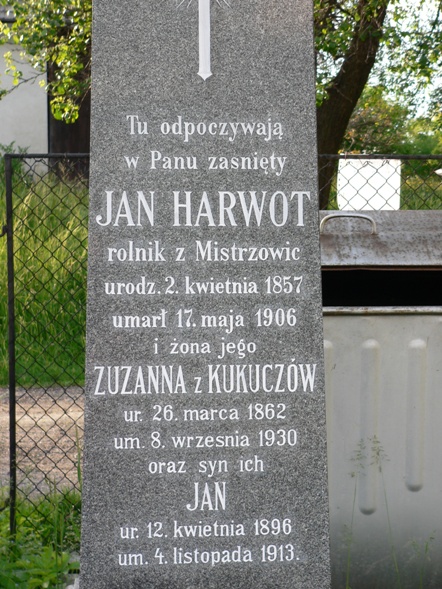 Tu odpoczywają
w Panu zasnięty
JAN HARWOT
rolnik z Mistrzowic
urodz. 2. kwietnia 1857
umarł 17. maja 1906
i żona jego
ZUZANNA z KUKUCZÓW
ur. 26. marca 1862
um. 8. wrzesnia 1930
oraz syn ich
JAN
ur. 12. kwietnia 1896
um. 4. listopada 1913.